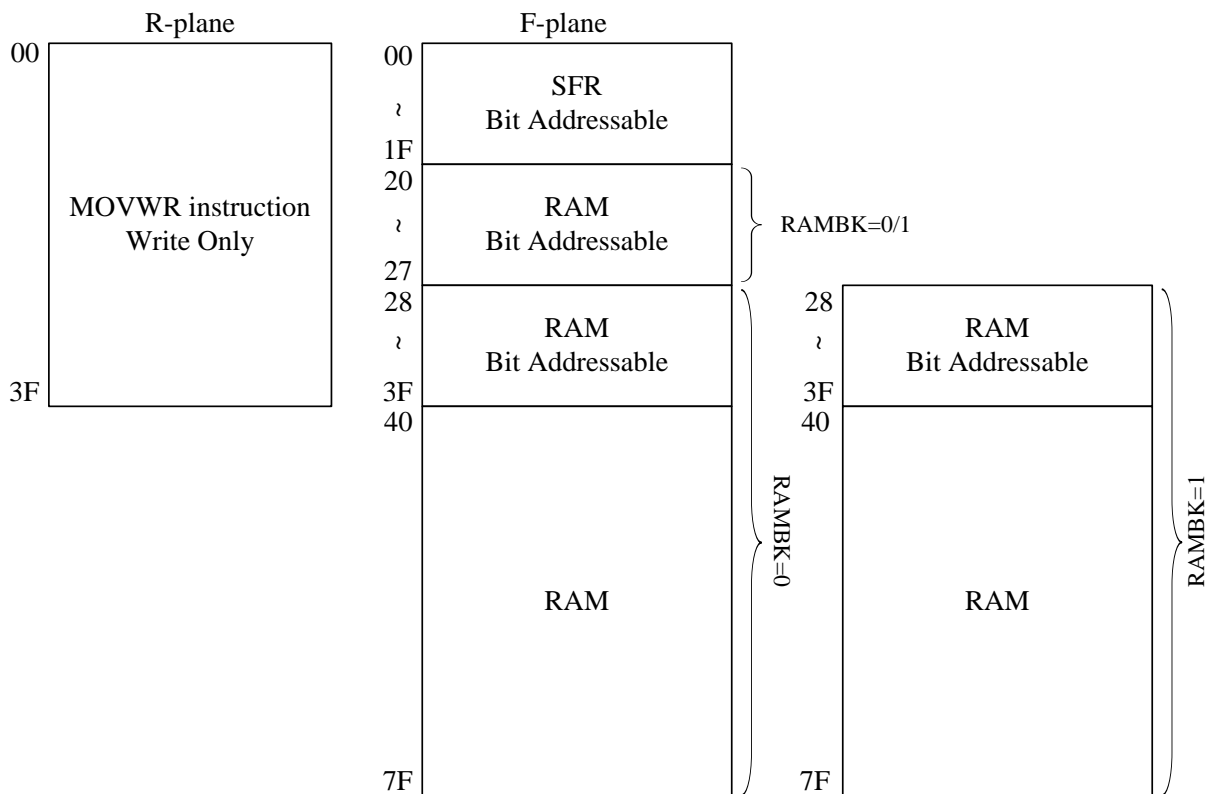 R-plane
00
MOVWR instruction
Write Only
3F
F-plane
00
~
1F
SFR
Bit Addressable
20
~
27
RAM
Bit Addressable
RAMBK=0/1
28
~
3F
RAM
Bit Addressable
40
RAM
7F
RAMBK=0
28
~
3F
RAM
Bit Addressable
40
RAM
7F
RAMBK=1